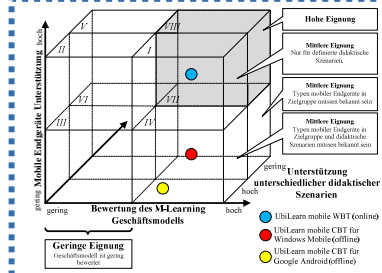 hoch
V
VIII
II
I
VI
VII
III
IV
Mobile Endgeräte Unterstützung
gering
gering
hoch
gering
hoch
Bewertung des M-Learning
Geschäftsmodells
Geringe Eignung
Geschäftsmodell ist gering
bewertet
Hohe Eignung
Mittlere Eignung
Nur für definierte didaktische
Szenarien.
Mittlere Eignung
Typen mobiler Endgeräte in
Zielgruppe müssen bekannt sein
Mittlere Eignung
Typen mobiler Endgeräte in
Zielgruppe und didaktische
Szenarien müssen bekannt sein
Unterstützung
unterschiedlicher didaktischer
Szenarien
UbiLearn mobile WBT (online)
UbiLearn mobile CBT für
Windows Mobile (offline)
UbiLearn mobile CBT für
Google Android (offline)